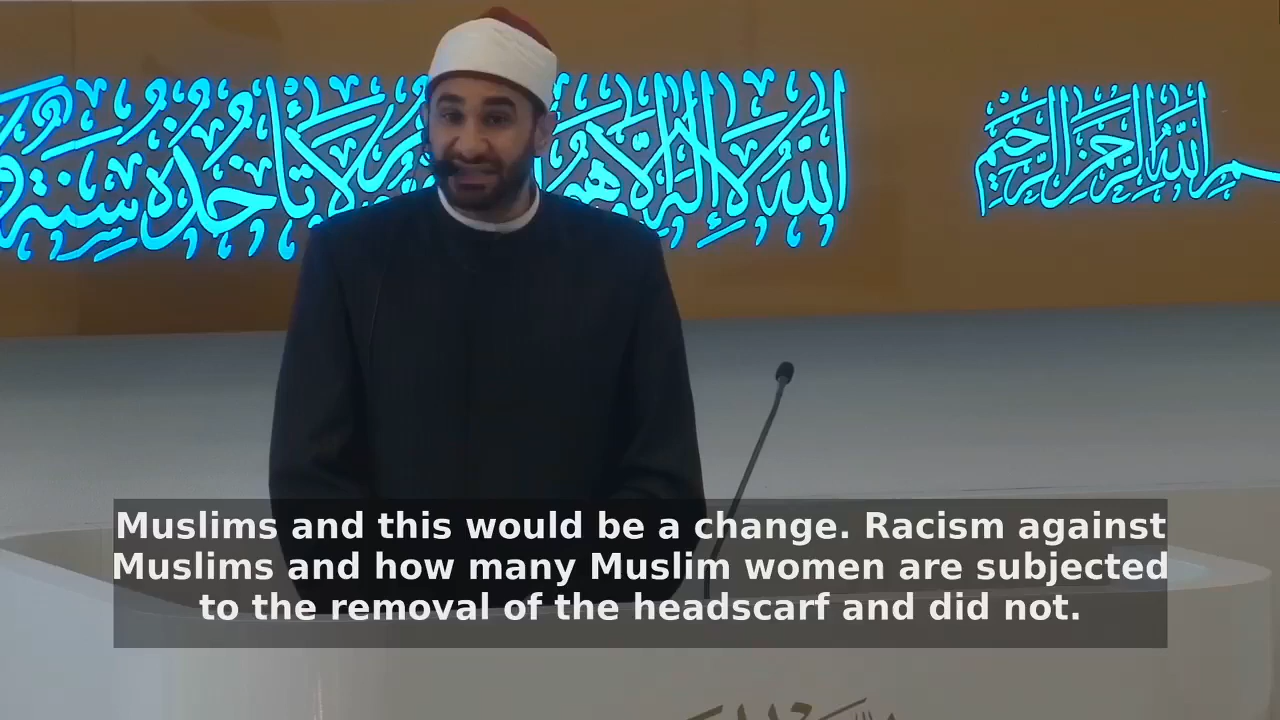 بسم الله الرحمن الرحيم
الله لا إله إلا هو
لا تأخذه سنة
Muslims and this would be a change. Racism against
Muslims and how many Muslim women are subjected
to the removal of the headscarf and did not.